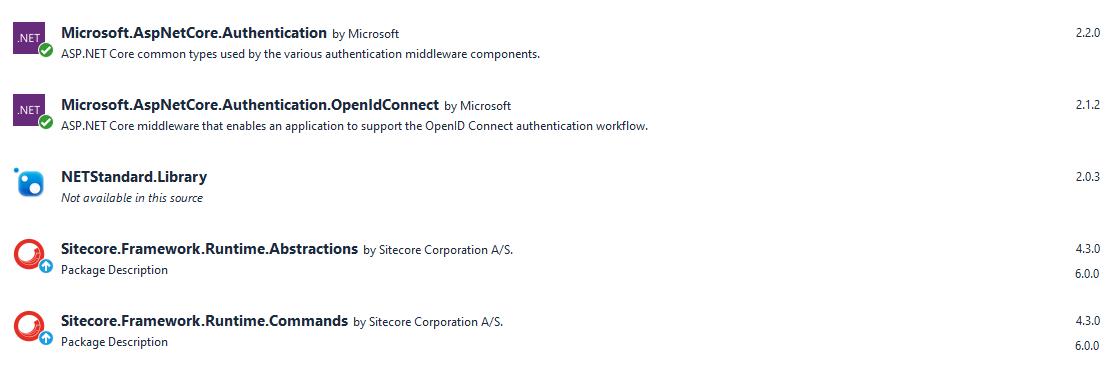 .NET
Microsoft.AspNetCore.Authentication by Microsoft 2.2.0
ASP.NET Core common types used by the various authentication middleware components.
.NET
Microsoft.AspNetCore.Authentication.OpenIdConnect by Microsoft 2.1.2
ASP.NET Core middleware that enables an application to support the OpenID Connect authentication workflow.
NETStandard.Library 2.0.3
Not available in this source
Sitecore.Framework.Runtime.Abstractions by Sitecore Corporation A/S. 4.3.0
Package Description 6.0.0
Sitecore.Framework.Runtime.Commands by Sitecore Corporation A/S. 4.3.0
Package Description 6.0.0